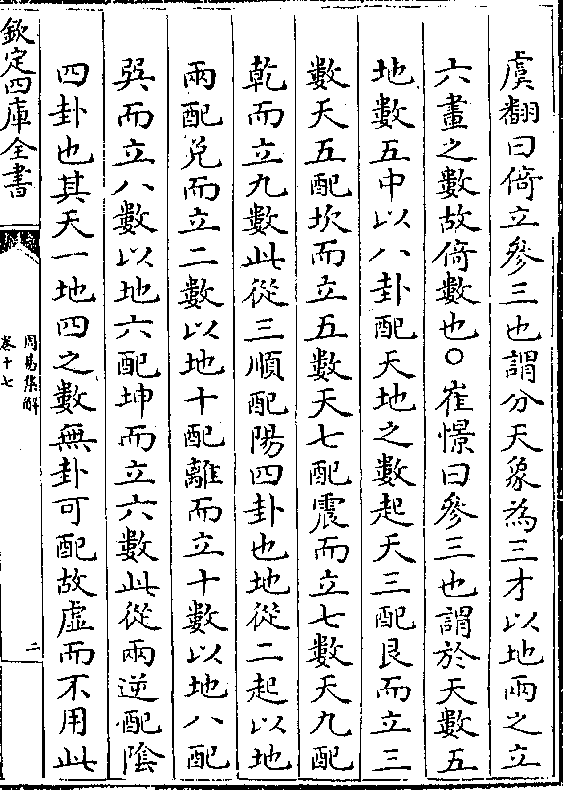 虞翻曰倚立參三也謂分天象為三才以地兩之立
六畫之數故倚數也○崔憬曰參三也謂於天數五
地數五中以八卦配天地之數起天三配艮而立三
數天五配坎而立五數天七配震而立七數天九配
乾而立九數此從三順配陽四卦也地從二起以地
兩配兌而立二數以地十配離而立十數以地八配
巽而立八數以地六配坤而立六數此從兩逆配陰
四卦也其天一地四之數無卦可配故虛而不用此
欽定四庫全書
周易集解
卷十七
二